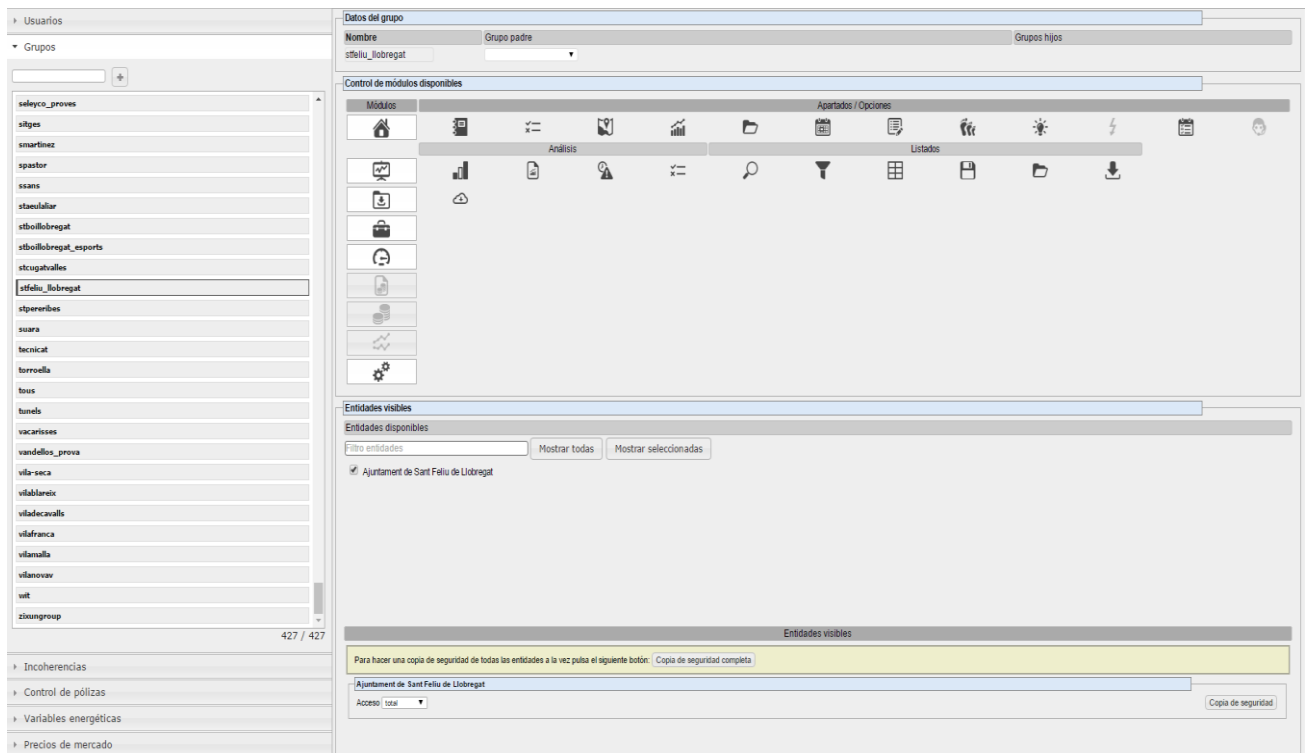 Usuarios
Grupos
+
seleyco_proves
sitges
smartinez
spastor
ssans
staeulaliar
stboillobregat
stboillobregat_esports
stcugatvalles
stfeliu_llobregat
stpereribes
suara
tecnicat
torroella
tous
tunels
vacarisses
vandellos_prova
vila-seca
vilablareix
viladecavalls
vilafranca
vilamalla
vilanovav
wit
zixungroup
427 / 427
Incoherencias
Control de pólizas
Variables energéticas
Precios de mercado
Datos del grupo
Nombre Grupo padre Grupos hijos
stfeliu_llobregat
Control de módulos disponibles
Módulos Apartados / Opciones
Análisis Listados
Entidades visibles
Entidades disponibles
Filtro entidades Mostrar todas Mostrar seleccionadas
Ajuntament de Sant Feliu de Llobregat
Entidades visibles
Para hacer una copia de seguridad de todas las entidades a la vez pulsa el siguiente botón: Copia de seguridad completa
Ajuntament de Sant Feliu de Llobregat
Acceso total Copia de seguridad